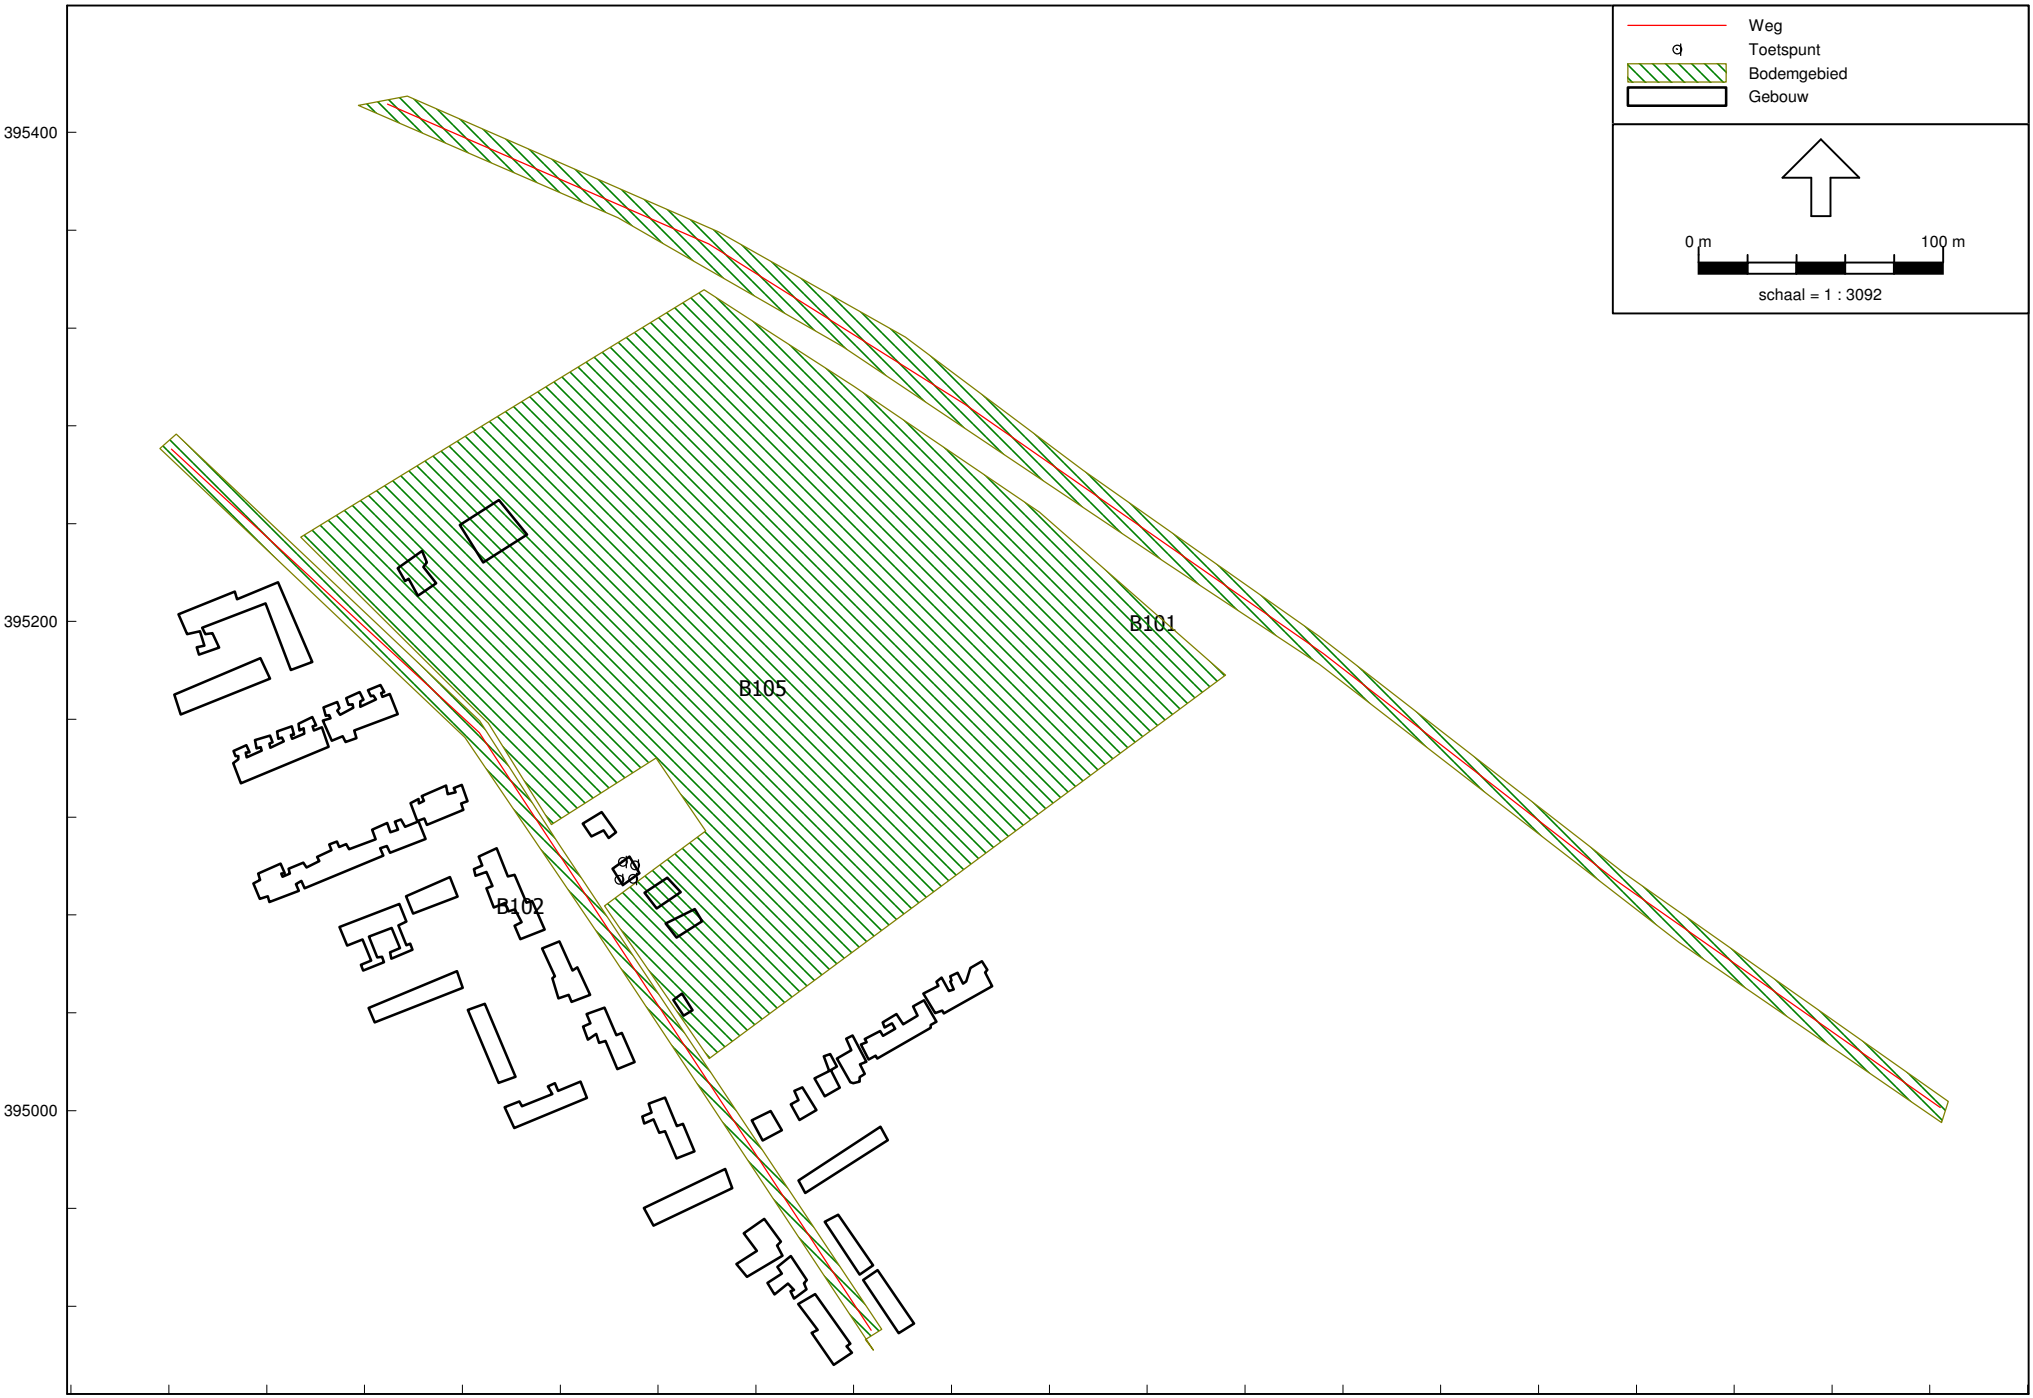 Weg
Toetspunt
Bodemgebied
Gebouw
0 m 100 m
schaal = 1 : 3092
395400
395200
395000
B101
B105
B102